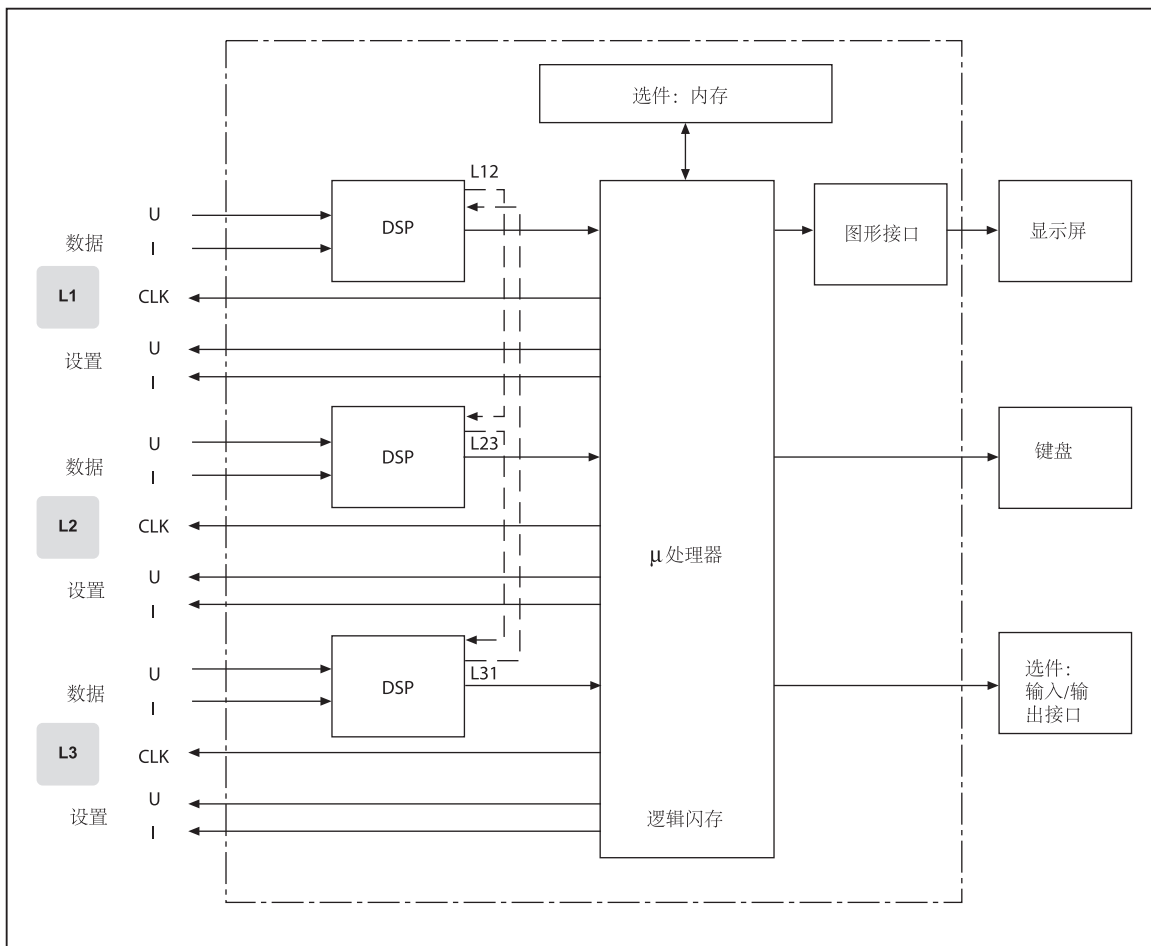 选件：内存
L12
U
DSP
图形接口
显示屏
数据
I
L1
CLK
U
设置
I
U
L23
DSP
键盘
数据
I
L2
CLK
μ 处理器
U
设置
I
U
L31
DSP
选件：
输入/输
出接口
数据
I
L3
CLK
U
设置
逻辑闪存
I